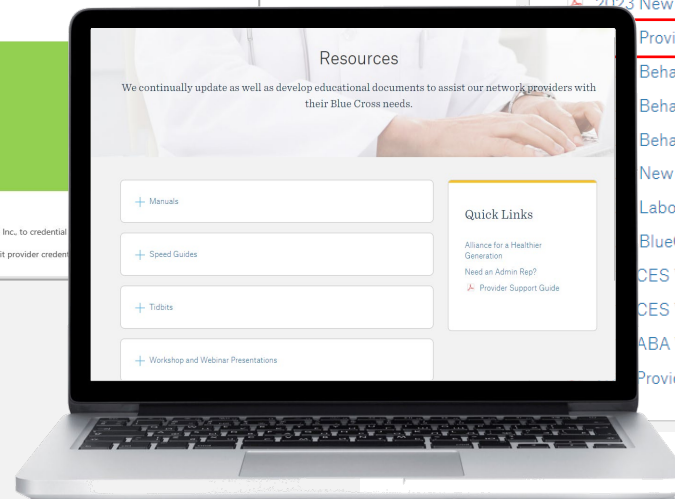 2023 New
Resources
We continually update as well as develop educational documents to assist our network providers with
their Blue Cross needs.
Manuals
Speed Guides
Tidbits
Workshop and Webinar Presentations
Quick Links
Alliance for a Healthier
Generation
Need an Admin Rep?
Provider Support Guide
Inc., to credential
it provider creden
Provi
Beha
Beha
Beha
New
Labo
Blue
CES
CES
ABA
Provi